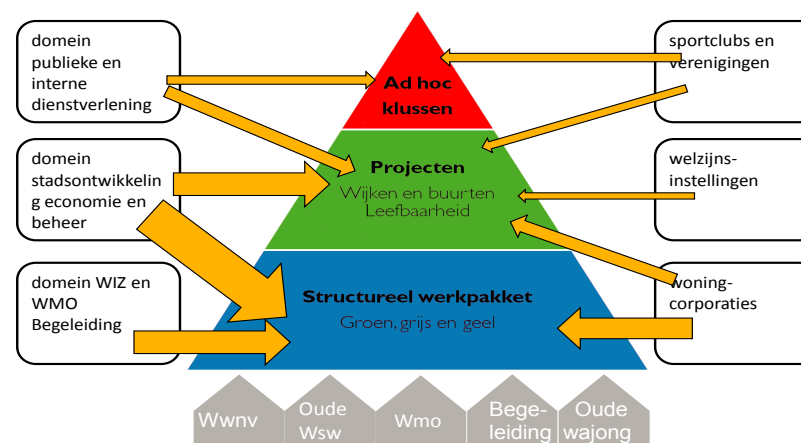 domein
publieke en
interne
dienstverlening
domein
stadsontwikkelin
g economie en
beheer
domein WIZ en
WMO
Begeleiding
Ad hoc
klussen
Projecten
Wijken en buurten
Leefbaarheid
Structureel werkpakket
Groen, grijs en geel
sportclubs en
verenigingen
welzijns-
instellingen
woning-
corporaties
Wwnv
Oude
Wsw
Wmo
Bege-
leiding
Oude
wajong